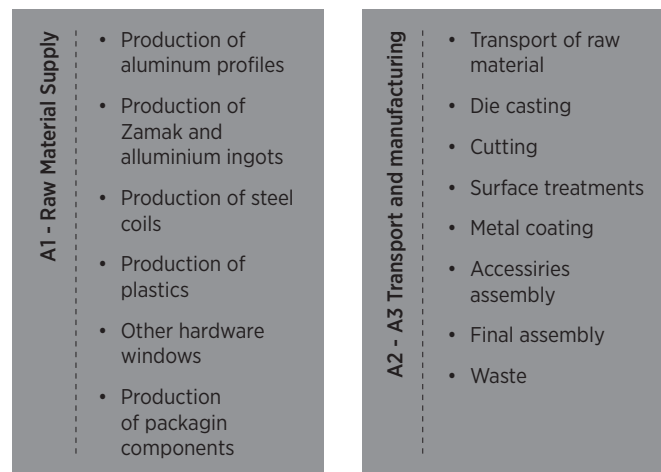 A1 - Raw Material Supply
• Production of
aluminum profiles
• Production of
Zamak and
alluminium ingots
• Production of steel
coils
• Production of
plastics
• Other hardware
windows
• Production
of packagin
components
A2 - A3 Transport and manufacturing
• Transport of raw
material
• Die casting
• Cutting
• Surface treatments
• Metal coating
• Accessiries
assembly
• Final assembly
• Waste